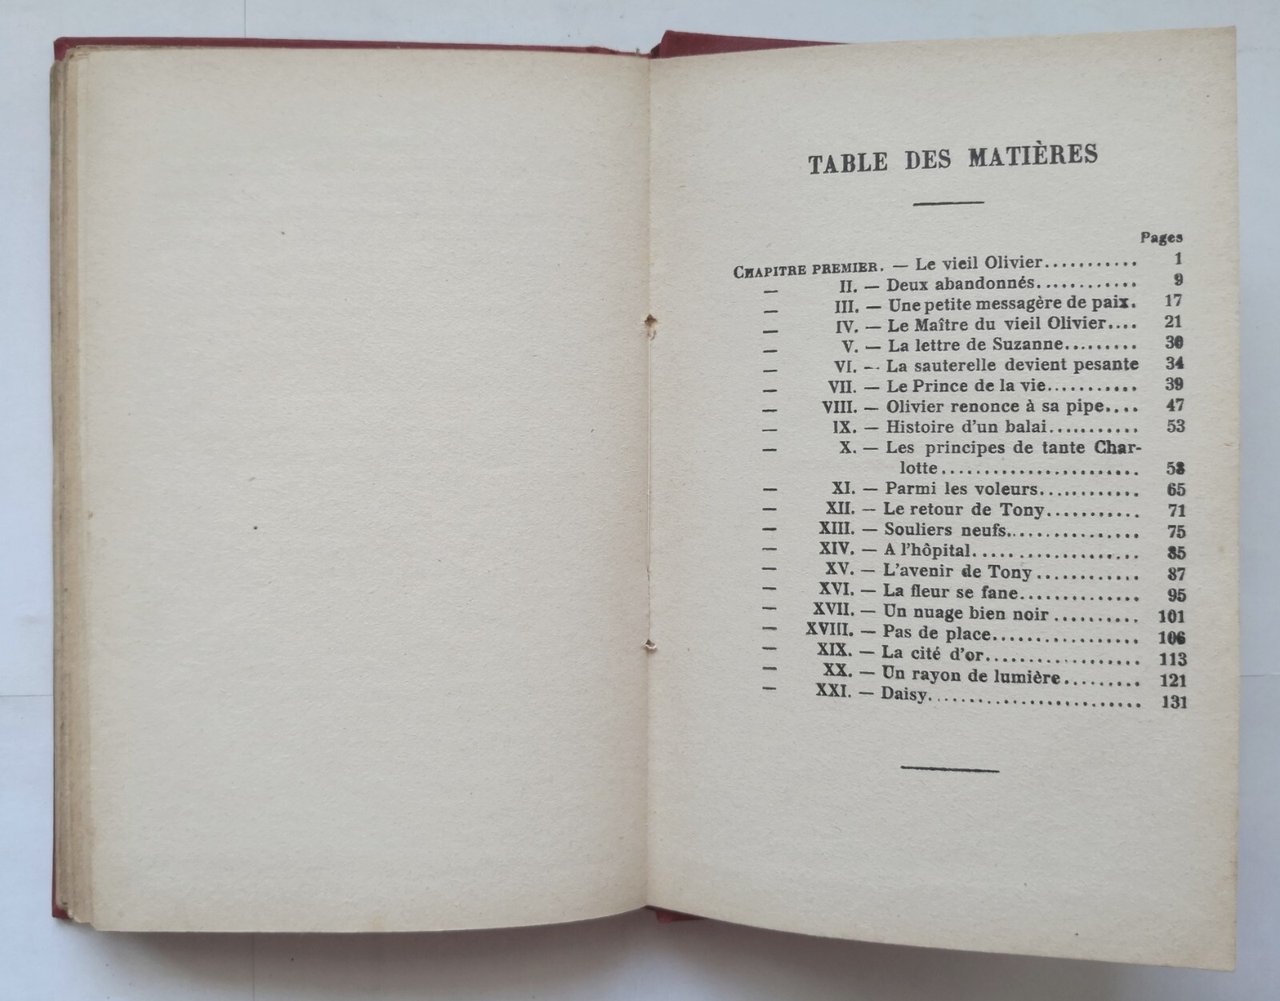 TABLE DES MATIÈRES
Pages
CHAPITRE PREMIER. — Le vieil Olivier........... 1
— II. — Deux abandonnés............ 9
— III. — Une petite messagère de paix. 17
— IV. — Le Maître du vieil Olivier.... 21
— V. — La lettre de Suzanne......... 30
— VI. — La sauterelle devient pesante 34
— VII. — Le Prince de la vie........... 39
— VIII. — Olivier renonce à sa pipe.... 47
— IX. — Histoire d'un balai........... 53
— X. — Les principes de tante Char-
lotte....................... 58
— XI. — Parmi les voleurs............ 65
— XII. — Le retour de Tony........... 71
— XIII. — Souliers neufs................ 75
— XIV. — A l'hôpital.................... 85
— XV. — L'avenir de Tony............ 87
— XVI. — La fleur se fane.............. 95
— XVII. — Un nuage bien noir.......... 101
— XVIII. — Pas de place................. 106
— XIX. — La cité d'or.................. 113
— XX. — Un rayon de lumière......... 121
— XXI. — Daisy......................... 131